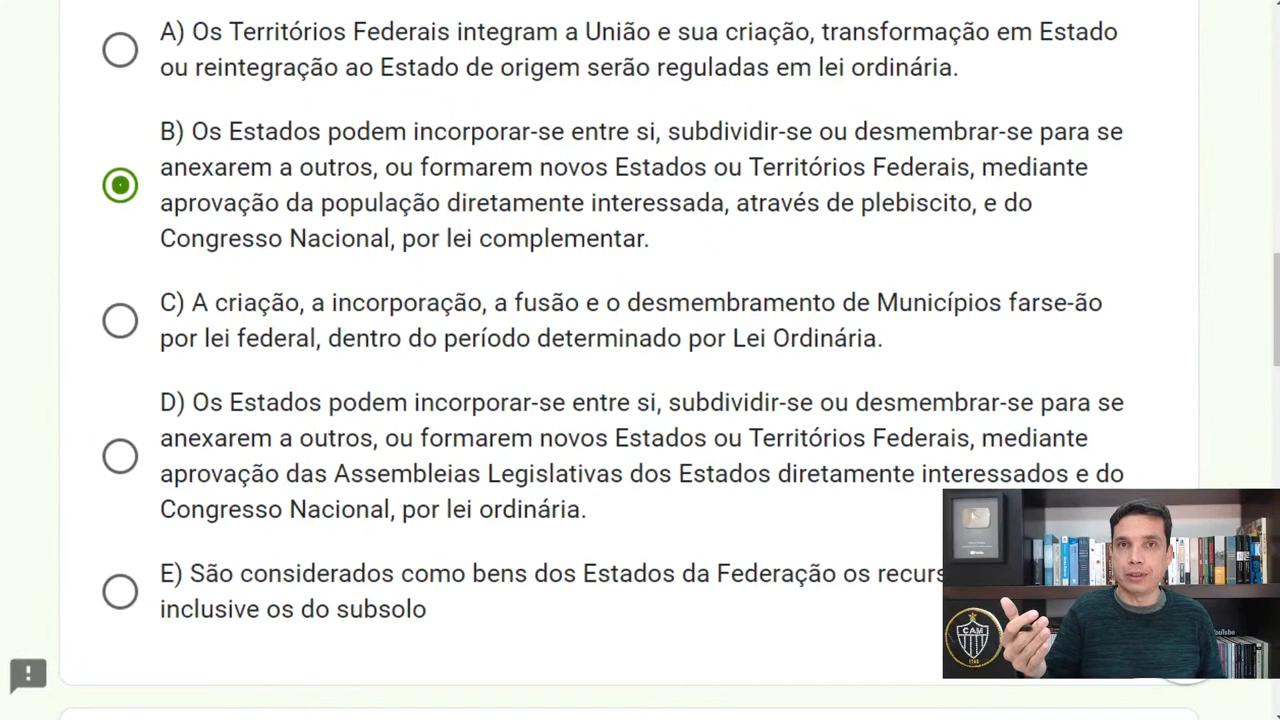 A) Os Territórios Federais integram a União e sua criação, transformação em Estado
ou reintegração ao Estado de origem serão reguladas em lei ordinária.
B) Os Estados podem incorporar-se entre si, subdividir-se ou desmembrar-se para se
anexarem a outros, ou formarem novos Estados ou Territórios Federais, mediante
aprovação da população diretamente interessada, através de plebiscito, e do
Congresso Nacional, por lei complementar.
C) A criação, a incorporação, a fusão e o desmembramento de Municípios farse-ão
por lei federal, dentro do período determinado por Lei Ordinária.
D) Os Estados podem incorporar-se entre si, subdividir-se ou desmembrar-se para se
anexarem a outros, ou formarem novos Estados ou Territórios Federais, mediante
aprovação das Assembleias Legislativas dos Estados diretamente interessados e do
Congresso Nacional, por lei ordinária.
E) São considerados como bens dos Estados da Federação os recurs
inclusive os do subsolo
CAM